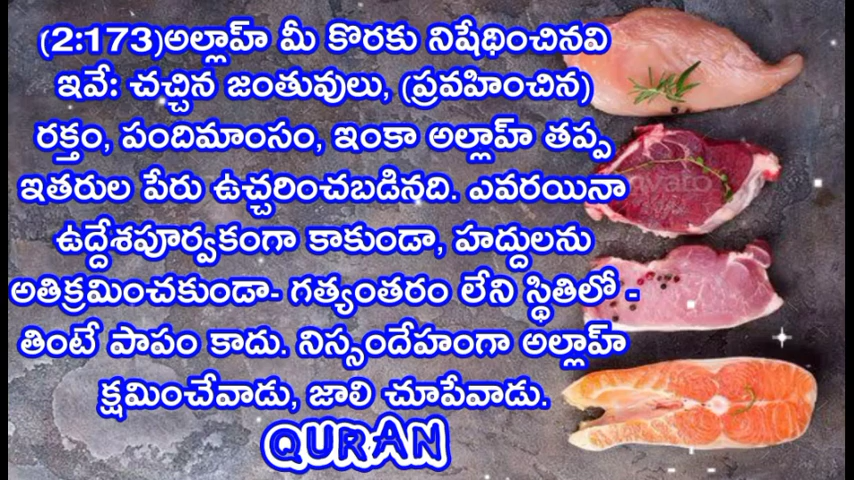 (2:173)అల్లాహ్ మీ కొరకు నిషేధించినవి
ఇవే: చచ్చిన జంతువులు, (ప్రవహించిన)
రక్తం, పందిమాంసం, ఇంకా అల్లాహ్ తప్ప
ఇతరుల పేరు ఉచ్చరించబడినది. ఎవరయినా
ఉద్దేశపూర్వకంగా కాకుండా, హద్దులను
అతిక్రమించకుండా- గత్యంతరం లేని స్థితిలో -
తింటే పాపం కాదు. నిస్సందేహంగా అల్లాహ్
క్షమించేవాడు, జాలి చూపేవాడు.
QURAN